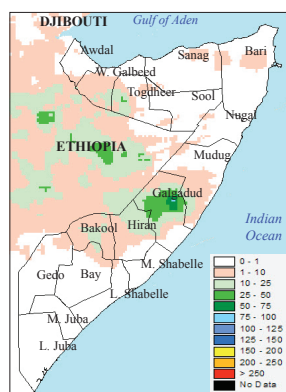 DJIBOUTI
Gulf of Aden
Awdal
Sanag
Bari
W. Galbeed
Togdheer
Sool
Nugal
ETHIOPIA
Mudug
Galgadud
Indian
Ocean
Bakool
Hiran
Gedo
Bay
M. Shabelle
L. Shabelle
M. Juba
L. Juba
0 - 1
1 - 10
10 - 25
25 - 50
50 - 75
75 - 100
100 - 125
125 - 150
150 - 200
200 - 250
> 250
No Data